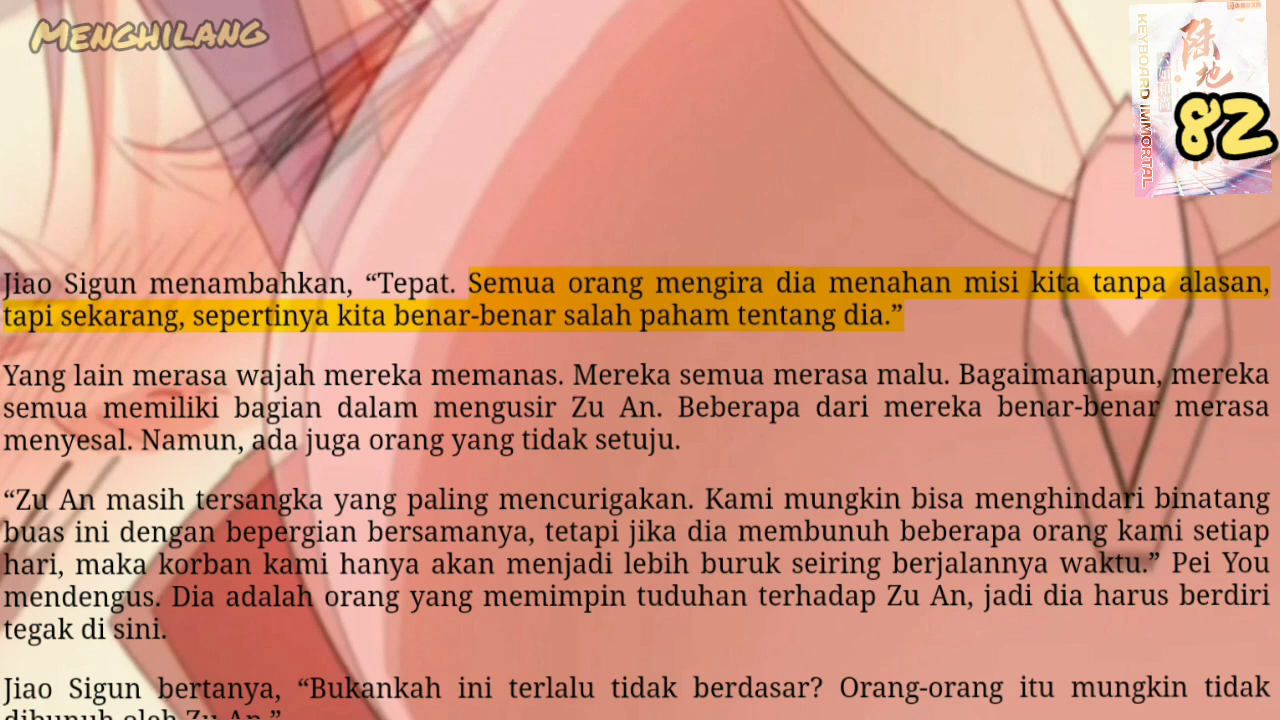 MENGHILANG
陆地
KEYBOARD IMMORTAL
82
Jiao Sigun menambahkan, “Tepat. Semua orang mengira dia menahan misi kita tanpa alasan,
tapi sekarang, sepertinya kita benar-benar salah paham tentang dia.”
Yang lain merasa wajah mereka memanas. Mereka semua merasa malu. Bagaimanapun, mereka
semua memiliki bagian dalam mengusir Zu An. Beberapa dari mereka benar-benar merasa
menyesal. Namun, ada juga orang yang tidak setuju.
“Zu An masih tersangka yang paling mencurigakan. Kami mungkin bisa menghindari binatang
buas ini dengan bepergian bersamanya, tetapi jika dia membunuh beberapa orang kami setiap
hari, maka korban kami hanya akan menjadi lebih buruk seiring berjalannya waktu.” Pei You
mendengus. Dia adalah orang yang memimpin tuduhan terhadap Zu An, jadi dia harus berdiri
tegak di sini.
Jiao Sigun bertanya, “Bukankah ini terlalu tidak berdasar? Orang-orang itu mungkin tidak
dibunuh oleh Zu An.”